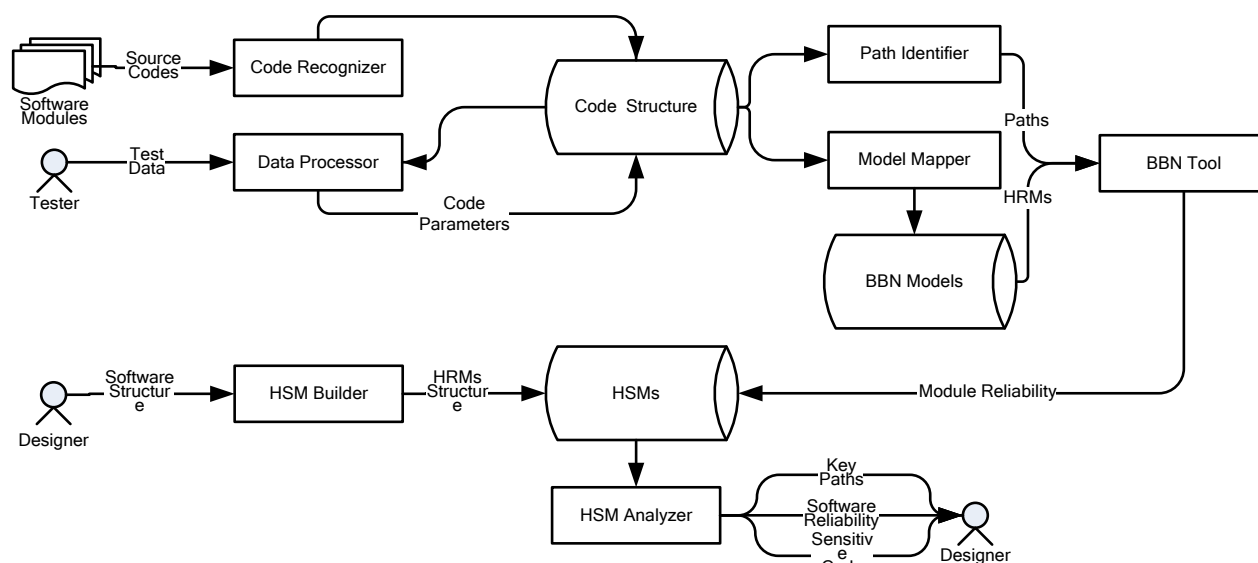 Source
Codes
Software
Modules
Code Recognizer
Code Structure
Path Identifier
Paths
Test
Data
Tester
Data Processor
Code
Parameters
Model Mapper
HRMs
BBN Tool
BBN Models
Software
Structur
e
Designer
HSM Builder
HRMs
Structur
e
HSMs
Module Reliability
HSM Analyzer
Key
Paths
Software
Reliability
Sensitiv
e
Designer